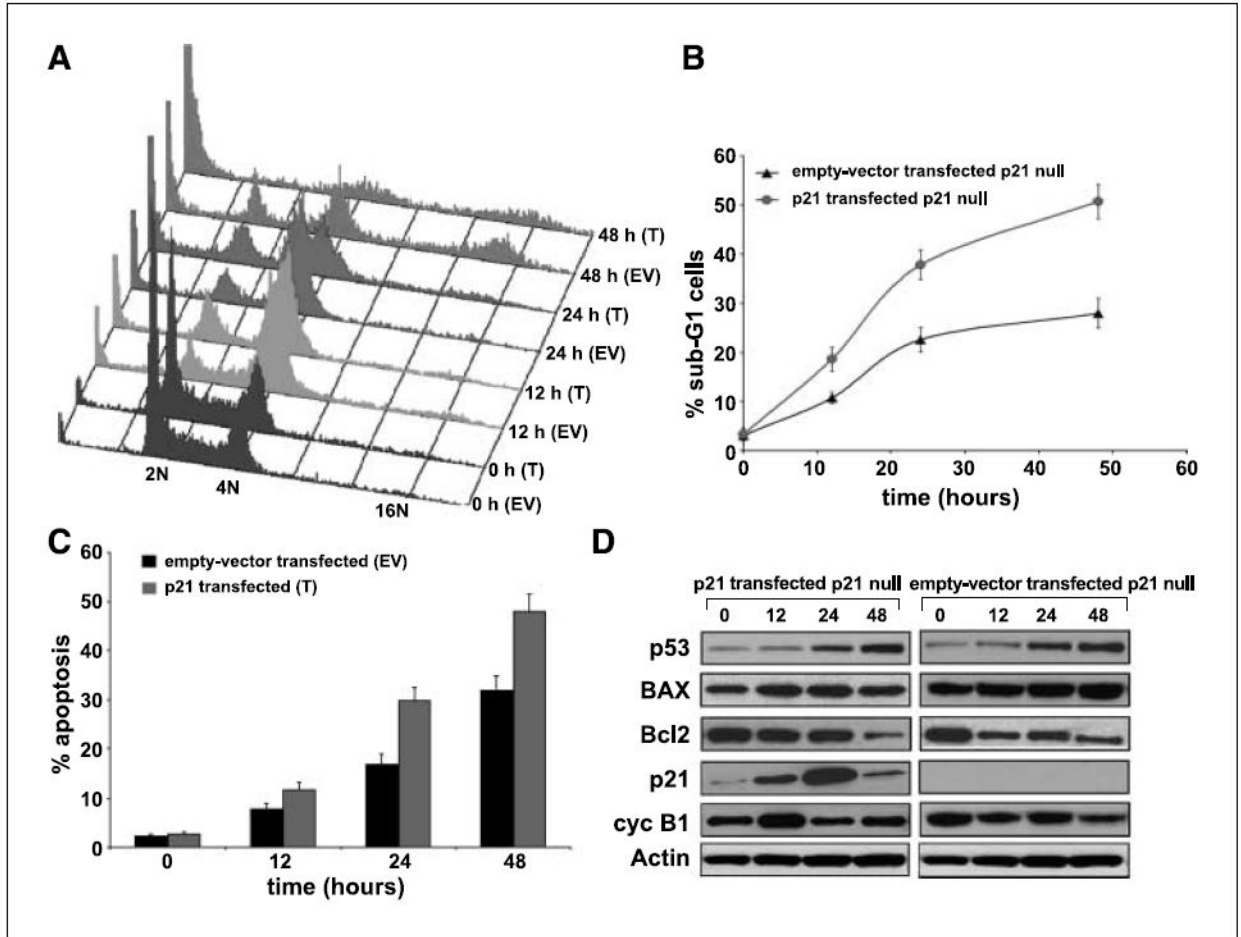 A
48 h (T)
48 h (EV)
24 h (T)
24 h (EV)
12 h (T)
12 h (EV)
0 h (T)
0 h (EV)
2N
4N
16N
B
60
50
40
30
20
10
0
% sub-G1 cells
empty-vector transfected p21 null
p21 transfected p21 null
0 10 20 30 40 50 60
time (hours)
C
60
50
40
30
20
10
0
% apoptosis
empty-vector transfected (EV)
p21 transfected (T)
0 12 24 48
time (hours)
D
p21 transfected p21 null empty-vector transfected p21 null
0 12 24 48 0 12 24 48
p53
BAX
Bcl2
p21
cyc B1
Actin